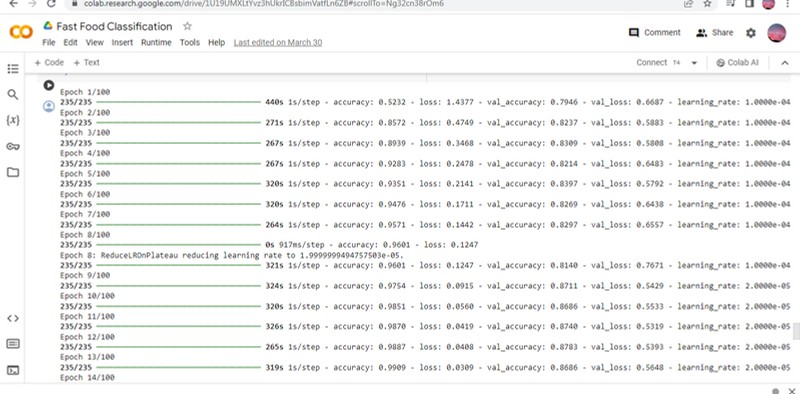 Fast Food Classification
File Edit View Insert Runtime Tools Help Last edited on March 30
Comment Share
+ Code + Text Connect T4 Colab AI
Epoch 1/100
235/235 440s 1s/step - accuracy: 0.5232 - loss: 1.4377 - val_accuracy: 0.7946 - val_loss: 0.6687 - learning_rate: 1.0000e-04
Epoch 2/100
235/235 271s 1s/step - accuracy: 0.8572 - loss: 0.4749 - val_accuracy: 0.8237 - val_loss: 0.5883 - learning_rate: 1.0000e-04
Epoch 3/100
235/235 267s 1s/step - accuracy: 0.8939 - loss: 0.3468 - val_accuracy: 0.8309 - val_loss: 0.5808 - learning_rate: 1.0000e-04
Epoch 4/100
235/235 267s 1s/step - accuracy: 0.9283 - loss: 0.2478 - val_accuracy: 0.8214 - val_loss: 0.6483 - learning_rate: 1.0000e-04
Epoch 5/100
235/235 320s 1s/step - accuracy: 0.9351 - loss: 0.2141 - val_accuracy: 0.8397 - val_loss: 0.5792 - learning_rate: 1.0000e-04
Epoch 6/100
235/235 320s 1s/step - accuracy: 0.9476 - loss: 0.1711 - val_accuracy: 0.8269 - val_loss: 0.6438 - learning_rate: 1.0000e-04
Epoch 7/100
235/235 264s 1s/step - accuracy: 0.9571 - loss: 0.1442 - val_accuracy: 0.8297 - val_loss: 0.6557 - learning_rate: 1.0000e-04
Epoch 8/100
235/235 0s 917ms/step - accuracy: 0.9601 - loss: 0.1247
Epoch 8: ReduceLROnPlateau reducing learning rate to 1.9999999494757503e-05.
235/235 321s 1s/step - accuracy: 0.9601 - loss: 0.1247 - val_accuracy: 0.8140 - val_loss: 0.7671 - learning_rate: 1.0000e-04
Epoch 9/100
235/235 324s 1s/step - accuracy: 0.9754 - loss: 0.0915 - val_accuracy: 0.8711 - val_loss: 0.5429 - learning_rate: 2.0000e-05
Epoch 10/100
235/235 320s 1s/step - accuracy: 0.9851 - loss: 0.0560 - val_accuracy: 0.8686 - val_loss: 0.5533 - learning_rate: 2.0000e-05
Epoch 11/100
235/235 326s 1s/step - accuracy: 0.9870 - loss: 0.0419 - val_accuracy: 0.8740 - val_loss: 0.5319 - learning_rate: 2.0000e-05
Epoch 12/100
235/235 265s 1s/step - accuracy: 0.9887 - loss: 0.0408 - val_accuracy: 0.8783 - val_loss: 0.5393 - learning_rate: 2.0000e-05
Epoch 13/100
235/235 319s 1s/step - accuracy: 0.9909 - loss: 0.0309 - val_accuracy: 0.8686 - val_loss: 0.5648 - learning_rate: 2.0000e-05
Epoch 14/100